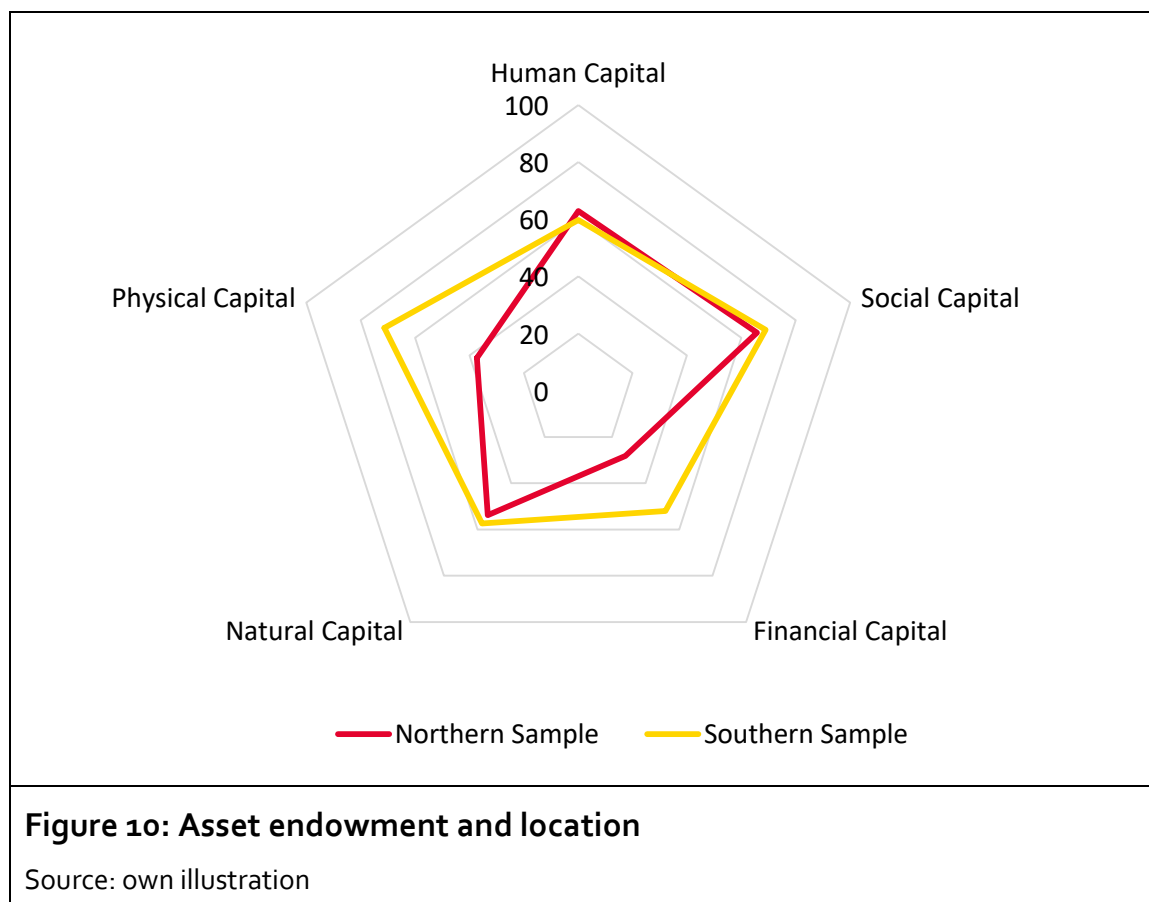 Human Capital
100
80
60
40
20
0
Physical Capital
Social Capital
Natural Capital
Financial Capital
Northern Sample
Southern Sample
Figure 10: Asset endowment and location
Source: own illustration